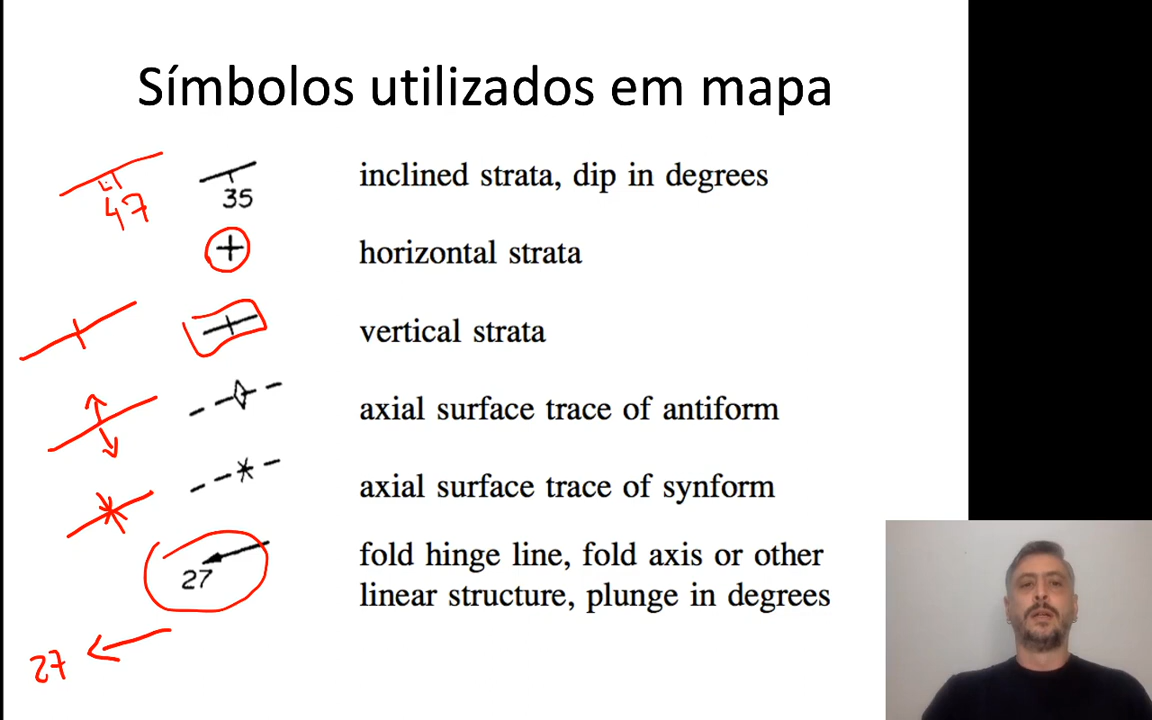 Símbolos utilizados em mapa
47
35
inclined strata, dip in degrees
horizontal strata
vertical strata
axial surface trace of antiform
axial surface trace of synform
27
fold hinge line, fold axis or other
linear structure, plunge in degrees
27